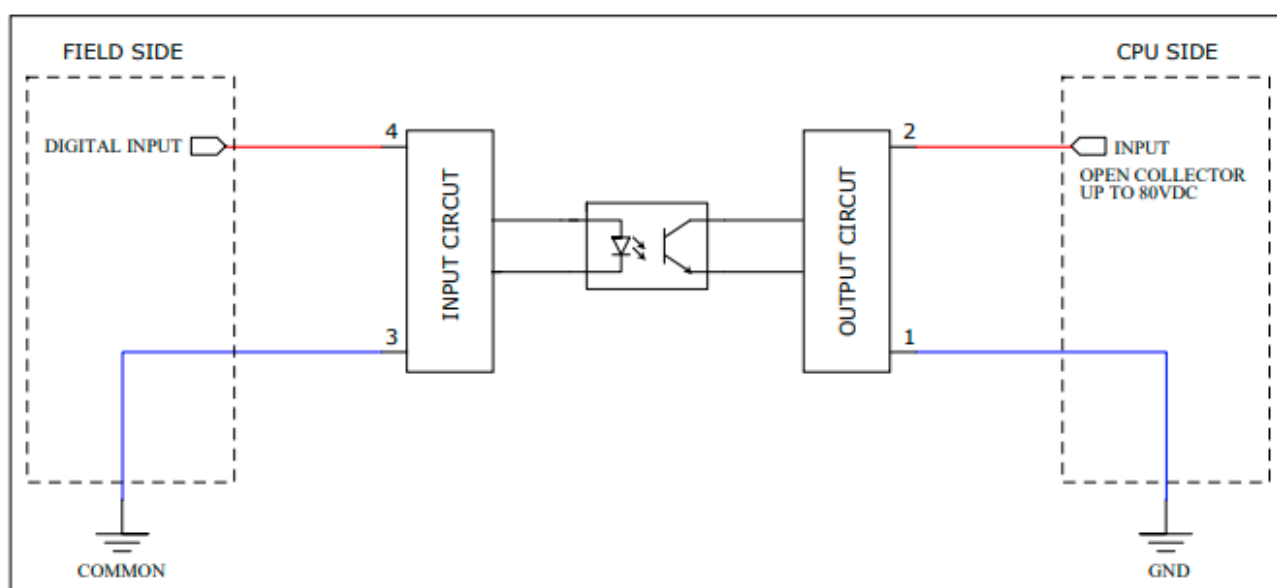 FIELD SIDE
CPU SIDE
DIGITAL INPUT
4
2
INPUT
OPEN COLLECTOR
UP TO 80VDC
INPUT CIRCUT
OUTPUT CIRCUT
3
1
COMMON
GND